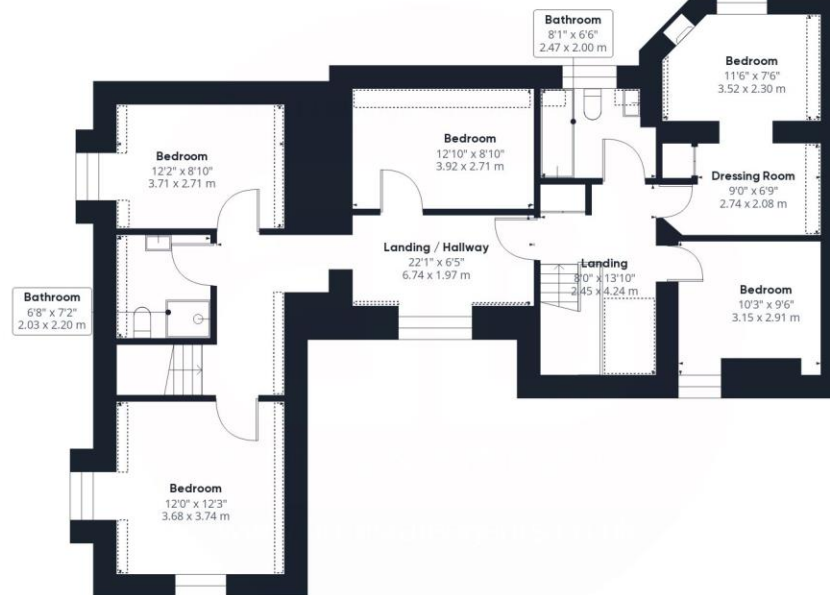 Bathroom
8'1" x 6'6"
2.47 x 2.00 m
Bedroom
11'6" x 7'6"
3.52 x 2.30 m
Bedroom
12'2" x 8'10"
3.71 x 2.71 m
Bedroom
12'10" x 8'10"
3.92 x 2.71 m
Dressing Room
9'0" x 6'9"
2.74 x 2.08 m
Landing / Hallway
22'1" x 6'5"
6.74 x 1.97 m
Landing
8'0" x 13'10"
2.45 x 4.24 m
Bedroom
10'3" x 9'6"
3.15 x 2.91 m
Bathroom
6'8" x 7'2"
2.03 x 2.20 m
Bedroom
12'0" x 12'3"
3.68 x 3.74 m